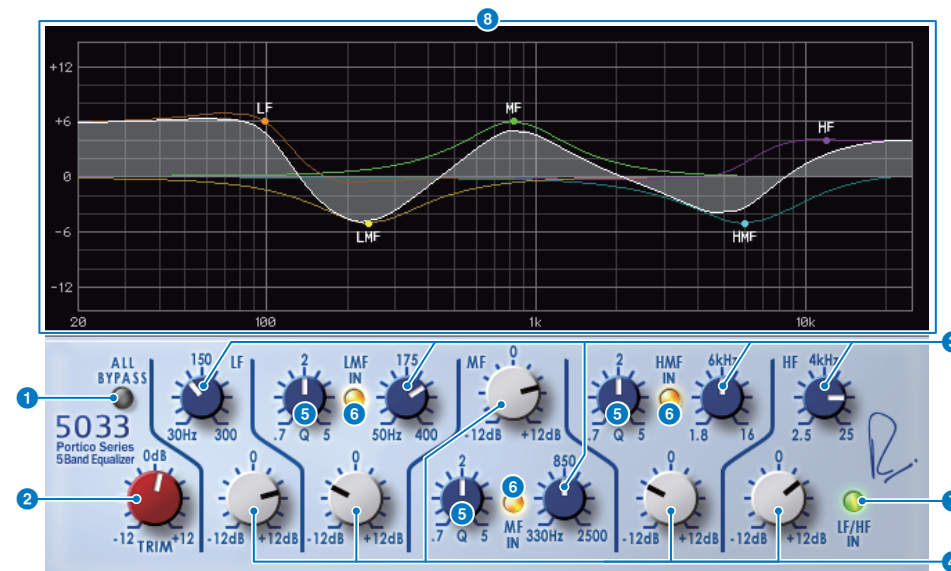 8
+12
+6
0
-6
-12
LF
MF
HF
LMF
HMF
20 100 1k 10k
ALL BYPASS
150 LF
30Hz 300
2
LMF IN
.7 Q 5
175
50Hz 400
MF 0
-12dB +12dB
2
HMF IN
.7 Q 5
6kHz
1.8 16
HF 4kHz
2.5 25
1
5
6
5
6
5033
Portico Series
5Band Equalizer
0dB
-12 TRIM +12
2
0
-12dB +12dB
0
-12dB +12dB
2
.7 Q 5
5
6
MF IN
850
330Hz 2500
0
-12dB +12dB
0
-12dB +12dB
LF/HF IN